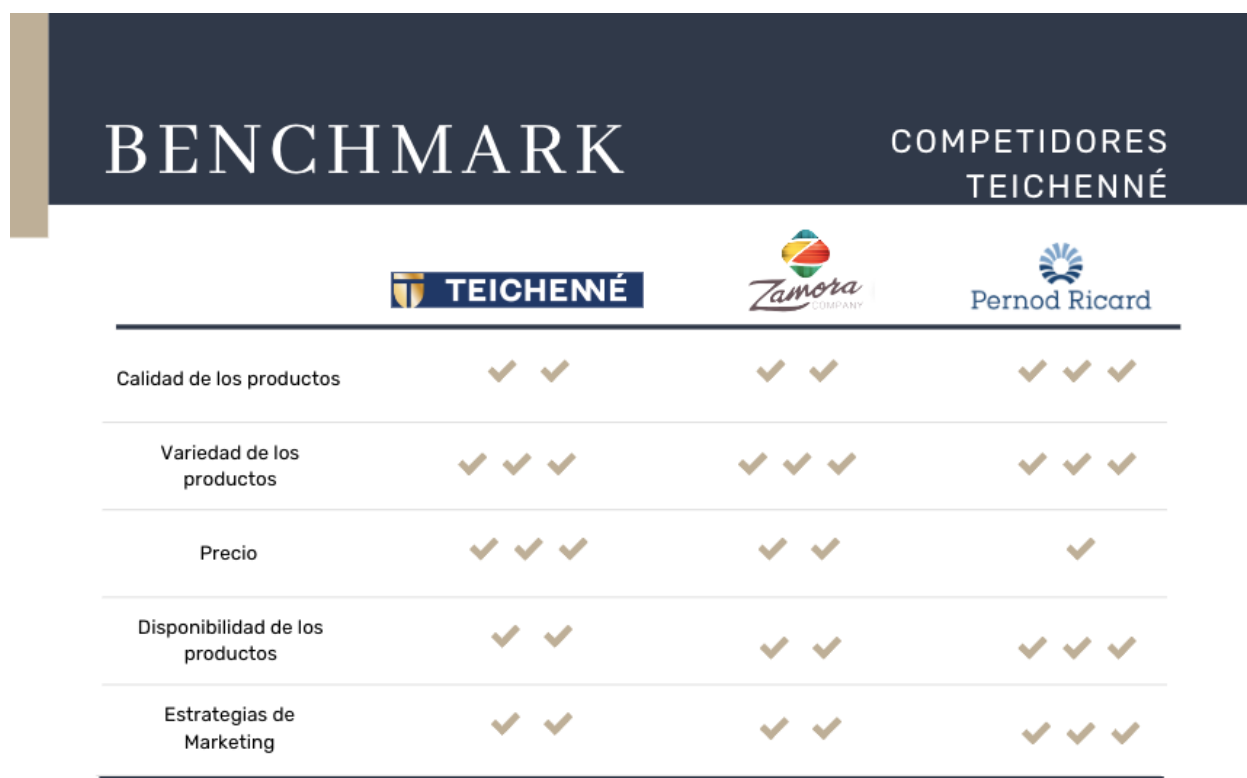 BENCHMARK
COMPETIDORES
TEICHENNÉ
TEICHENNÉ
Zamora
COMPANY
Pernod Ricard
Calidad de los productos
Variedad de los
productos
Precio
Disponibilidad de los
productos
Estrategias de
Marketing